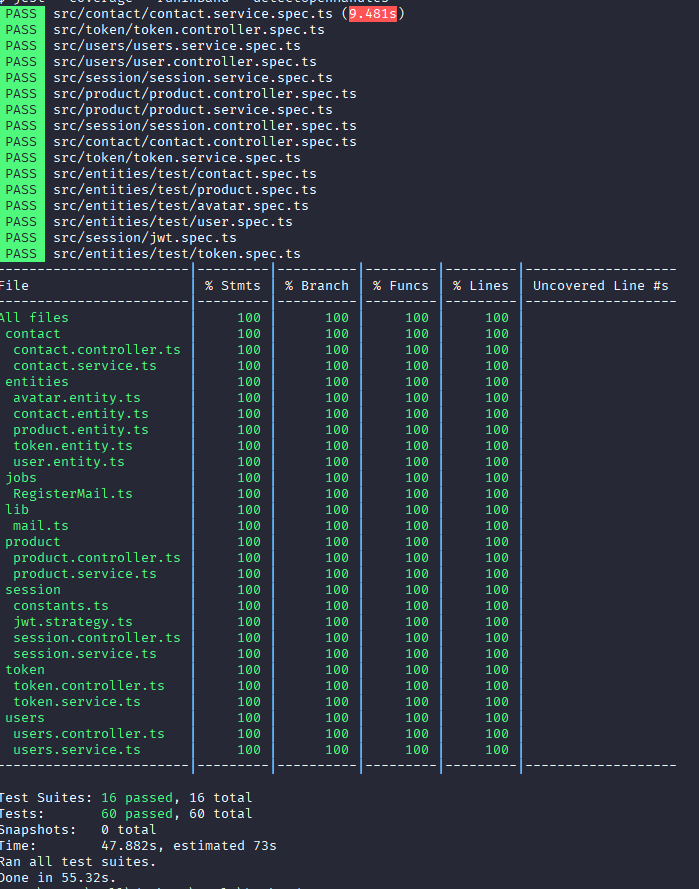 $ jest --coverage --runInBand --detectOpenHandles
PASS src/contact/contact.service.spec.ts (9.481s)
PASS src/token/token.controller.spec.ts
PASS src/users/users.service.spec.ts
PASS src/users/user.controller.spec.ts
PASS src/session/session.service.spec.ts
PASS src/product/product.controller.spec.ts
PASS src/product/product.service.spec.ts
PASS src/session/session.controller.spec.ts
PASS src/contact/contact.controller.spec.ts
PASS src/token/token.service.spec.ts
PASS src/entities/test/contact.spec.ts
PASS src/entities/test/product.spec.ts
PASS src/entities/test/avatar.spec.ts
PASS src/entities/test/user.spec.ts
PASS src/session/jwt.spec.ts
PASS src/entities/test/token.spec.ts
------------------------|---------|----------|---------|---------|-------------------
File | % Stmts | % Branch | % Funcs | % Lines | Uncovered Line #s
------------------------|---------|----------|---------|---------|-------------------
All files | 100 | 100 | 100 | 100 |
contact | 100 | 100 | 100 | 100 |
contact.controller.ts | 100 | 100 | 100 | 100 |
contact.service.ts | 100 | 100 | 100 | 100 |
entities | 100 | 100 | 100 | 100 |
avatar.entity.ts | 100 | 100 | 100 | 100 |
contact.entity.ts | 100 | 100 | 100 | 100 |
product.entity.ts | 100 | 100 | 100 | 100 |
token.entity.ts | 100 | 100 | 100 | 100 |
user.entity.ts | 100 | 100 | 100 | 100 |
jobs | 100 | 100 | 100 | 100 |
RegisterMail.ts | 100 | 100 | 100 | 100 |
lib | 100 | 100 | 100 | 100 |
mail.ts | 100 | 100 | 100 | 100 |
product | 100 | 100 | 100 | 100 |
product.controller.ts | 100 | 100 | 100 | 100 |
product.service.ts | 100 | 100 | 100 | 100 |
session | 100 | 100 | 100 | 100 |
constants.ts | 100 | 100 | 100 | 100 |
jwt.strategy.ts | 100 | 100 | 100 | 100 |
session.controller.ts | 100 | 100 | 100 | 100 |
session.service.ts | 100 | 100 | 100 | 100 |
token | 100 | 100 | 100 | 100 |
token.controller.ts | 100 | 100 | 100 | 100 |
token.service.ts | 100 | 100 | 100 | 100 |
users | 100 | 100 | 100 | 100 |
users.controller.ts | 100 | 100 | 100 | 100 |
users.service.ts | 100 | 100 | 100 | 100 |
------------------------|---------|----------|---------|---------|-------------------
Test Suites: 16 passed, 16 total
Tests: 60 passed, 60 total
Snapshots: 0 total
Time: 47.882s, estimated 73s
Ran all test suites.
Done in 55.32s.